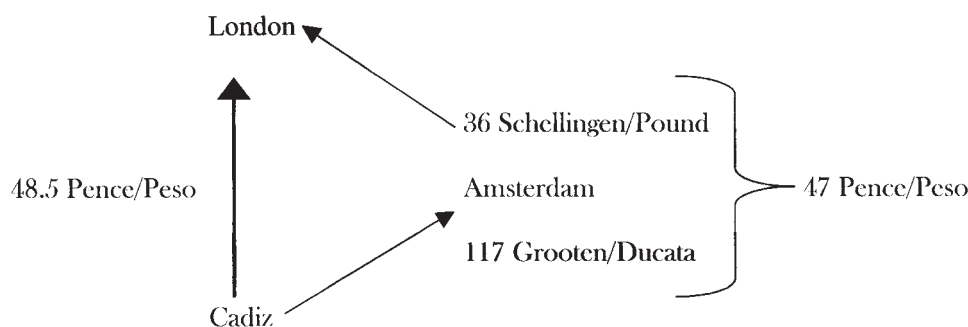 London
36 Schellingen/Pound
48.5 Pence/Peso
Amsterdam
47 Pence/Peso
117 Grooten/Ducata
Cadiz